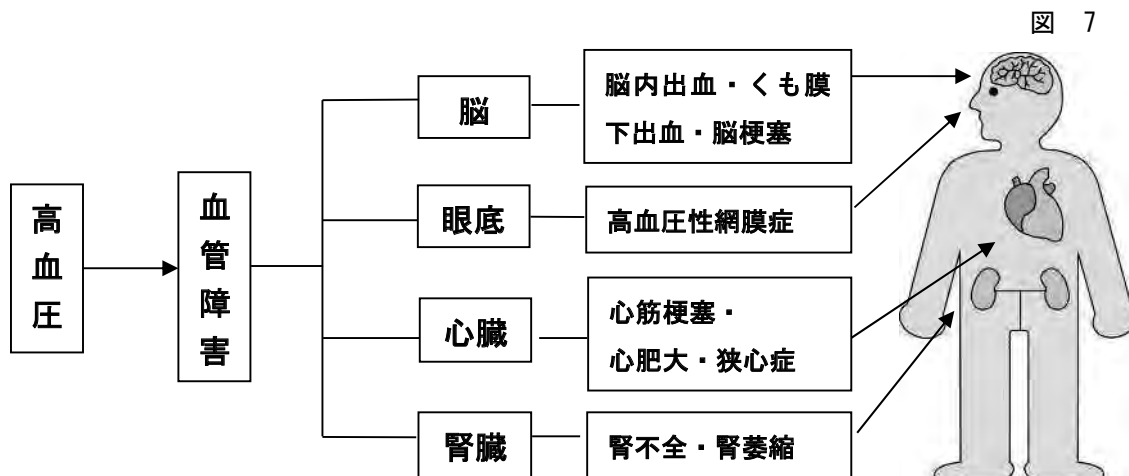 図 7
高血圧
血管障害
脳
脳内出血・くも膜
下出血・脳梗塞
眼底
高血圧性網膜症
心臓
心筋梗塞・
心肥大・狭心症
腎臓
腎不全・腎萎縮